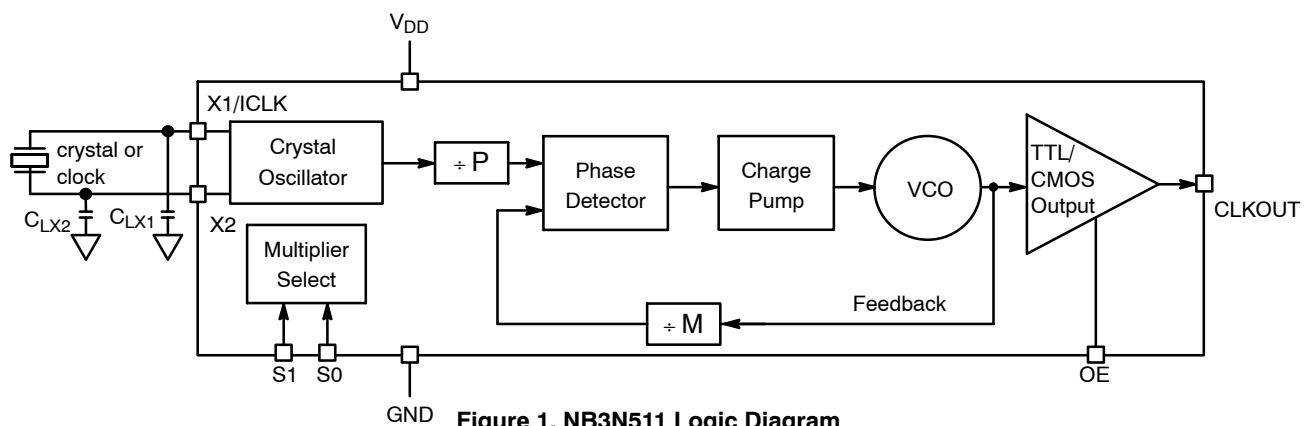 V_DD
X1/ICLK
crystal or
clock
Crystal
Oscillator
÷ P
Phase
Detector
Charge
Pump
VCO
TTL/
CMOS
Output
CLKOUT
C_LX2
C_LX1
X2
Multiplier
Select
Feedback
÷ M
S1
S0
OE
GND
Figure 1. NB3N511 Logic Diagram